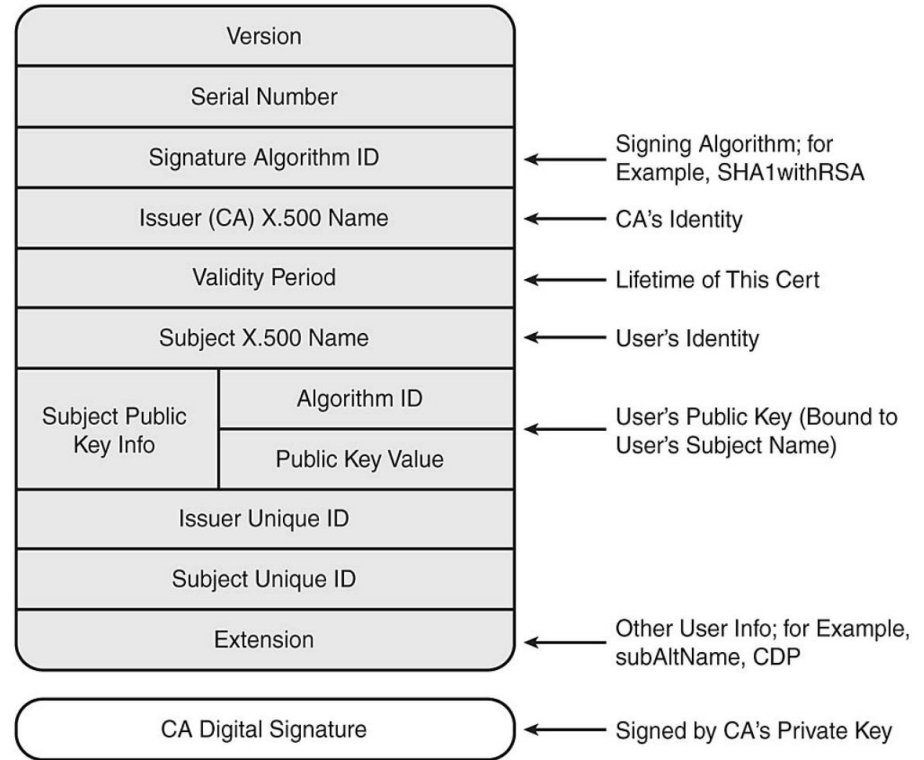 Version
Serial Number
Signature Algorithm ID
Signing Algorithm; for
Example, SHA1withRSA
Issuer (CA) X.500 Name
CA's Identity
Validity Period
Lifetime of This Cert
Subject X.500 Name
User's Identity
Subject Public
Key Info
Algorithm ID
Public Key Value
User's Public Key (Bound to
User's Subject Name)
Issuer Unique ID
Subject Unique ID
Extension
Other User Info; for Example,
subAltName, CDP
CA Digital Signature
Signed by CA's Private Key